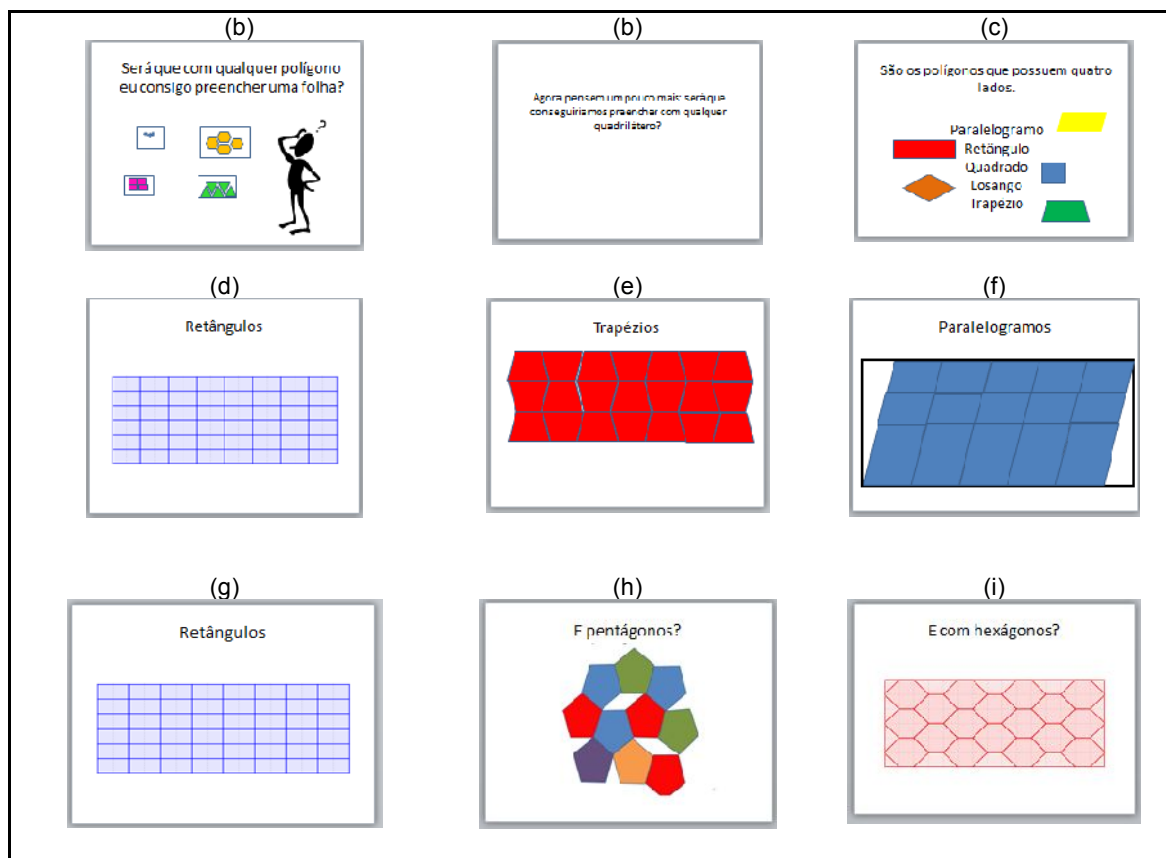 (b)
Será que com qualquer polígono
eu consigo preencher uma folha?
?
(b)
Agora pensem um pouco mais: será que
conseguiríamos preencher com qualquer
quadrilátero?
(c)
São os polígonos que possuem quatro
lados.
Paralelogramo
Retângulo
Quadrado
Losango
Trapézio
(d)
Retângulos
(e)
Trapézios
(f)
Paralelogramos
(g)
Retângulos
(h)
E pentágonos?
(i)
E com hexágonos?